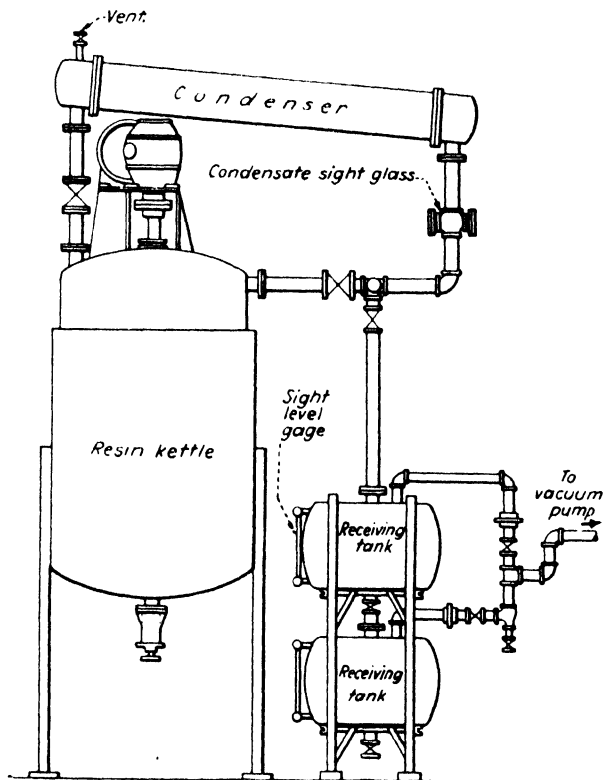 Vent.
Condenser
Condensate sight glass
Sight
level
gage
Resin kettle
To
vacuum
pump
Receiving
tank
Receiving
tank